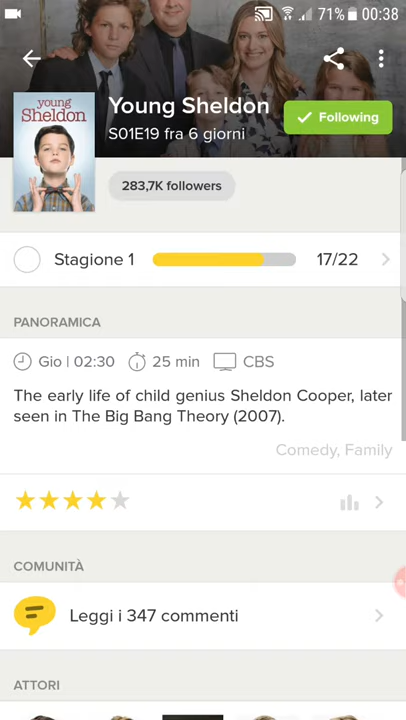 71% 00:38
Young Sheldon
S01E19 fra 6 giorni
Following
young
Sheldon
283,7K followers
Stagione 1 17/22
PANORAMICA
Gio | 02:30 25 min CBS
The early life of child genius Sheldon Cooper, later
seen in The Big Bang Theory (2007).
Comedy, Family
COMUNITÀ
Leggi i 347 commenti
ATTORI